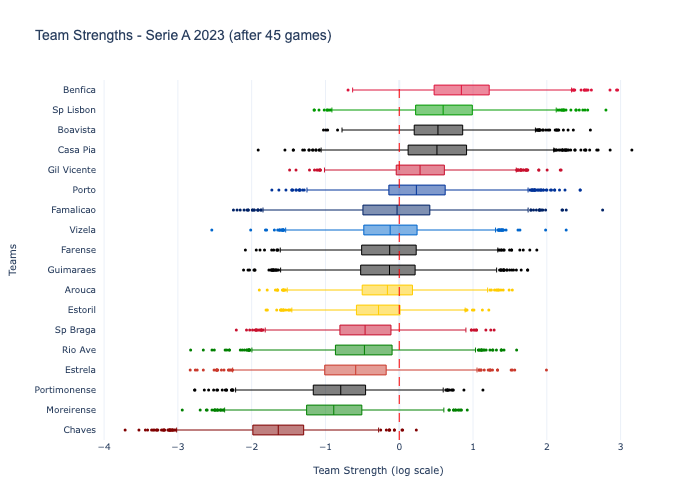 Team Strengths - Serie A 2023 (after 45 games)
Benfica
Sp Lisbon
Boavista
Casa Pia
Gil Vicente
Porto
Famalicao
Vizela
Farense
Guimaraes
Arouca
Estoril
Sp Braga
Rio Ave
Estrela
Portimonense
Moreirense
Chaves
Teams
−4 −3 −2 −1 0 1 2 3
Team Strength (log scale)